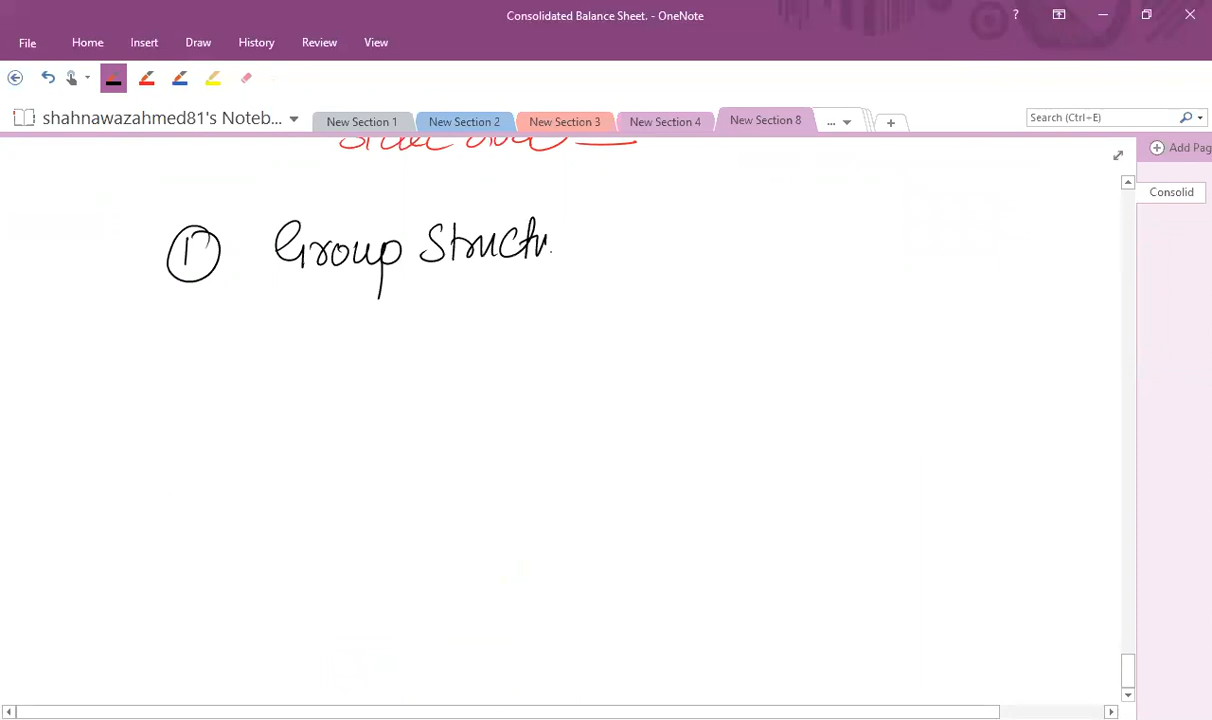 Consolidated Balance Sheet. - OneNote
?
File
Home
Insert
Draw
History
Review
View
shahnawazahmed81's Noteb...
New Section 1
New Section 2
New Section 3
New Section 4
New Section 8
...
+
Search (Ctrl+E)
Add Pag
Consolid
① Group Structu